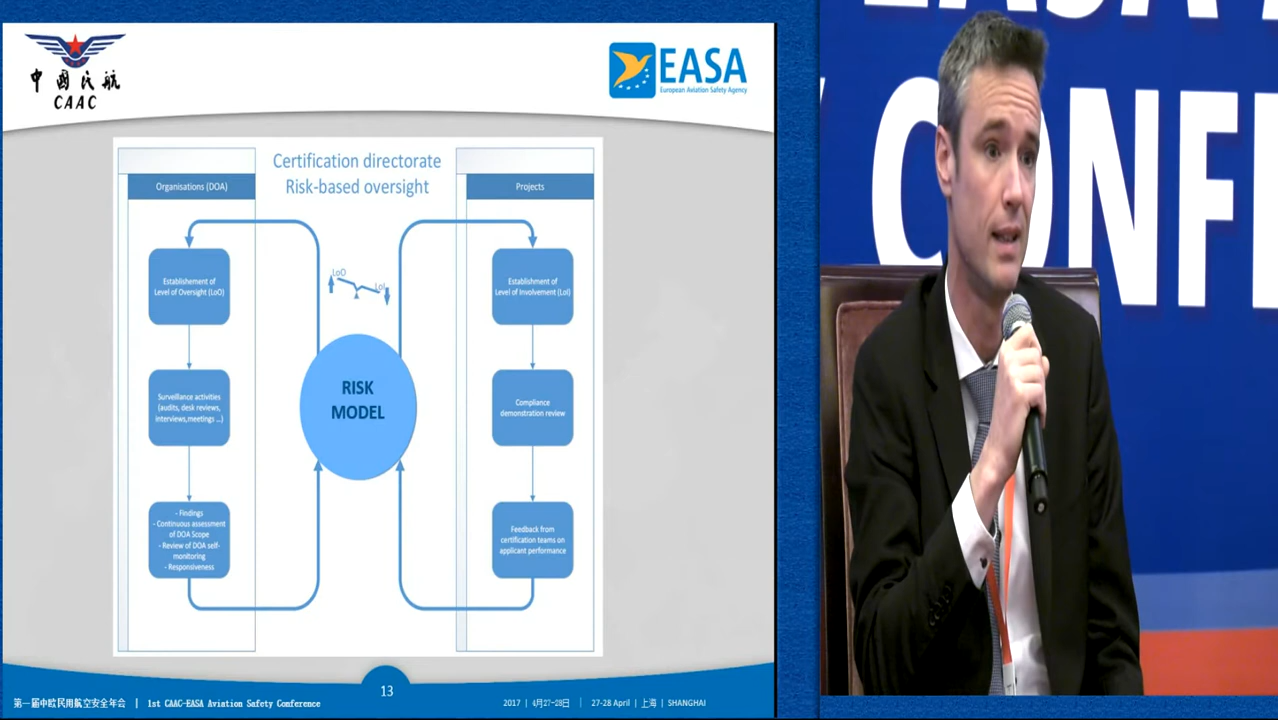 中國民航
CAAC
EASA
European Aviation Safety Agency
Certification directorate
Risk-based oversight
Organisations (DOA)
Projects
Establishement of
Level of Oversight (LoO)
Surveillance activities
(audits, desk reviews,
interviews,meetings ...)
- Findings
- Continuous assessment
of DOA Scope
- Review of DOA self-
monitoring
- Responsiveness
LoO
LoI
RISK
MODEL
Establishment of
Level of Involvement (LoI)
Compliance
demonstration review
Feedback from
certification teams on
applicant performance
13
第一届中欧民用航空安全年会 | 1st CAAC-EASA Aviation Safety Conference
2017 | 4月27-28日 | 27-28 April | 上海 | SHANGHAI
EASA
CONF